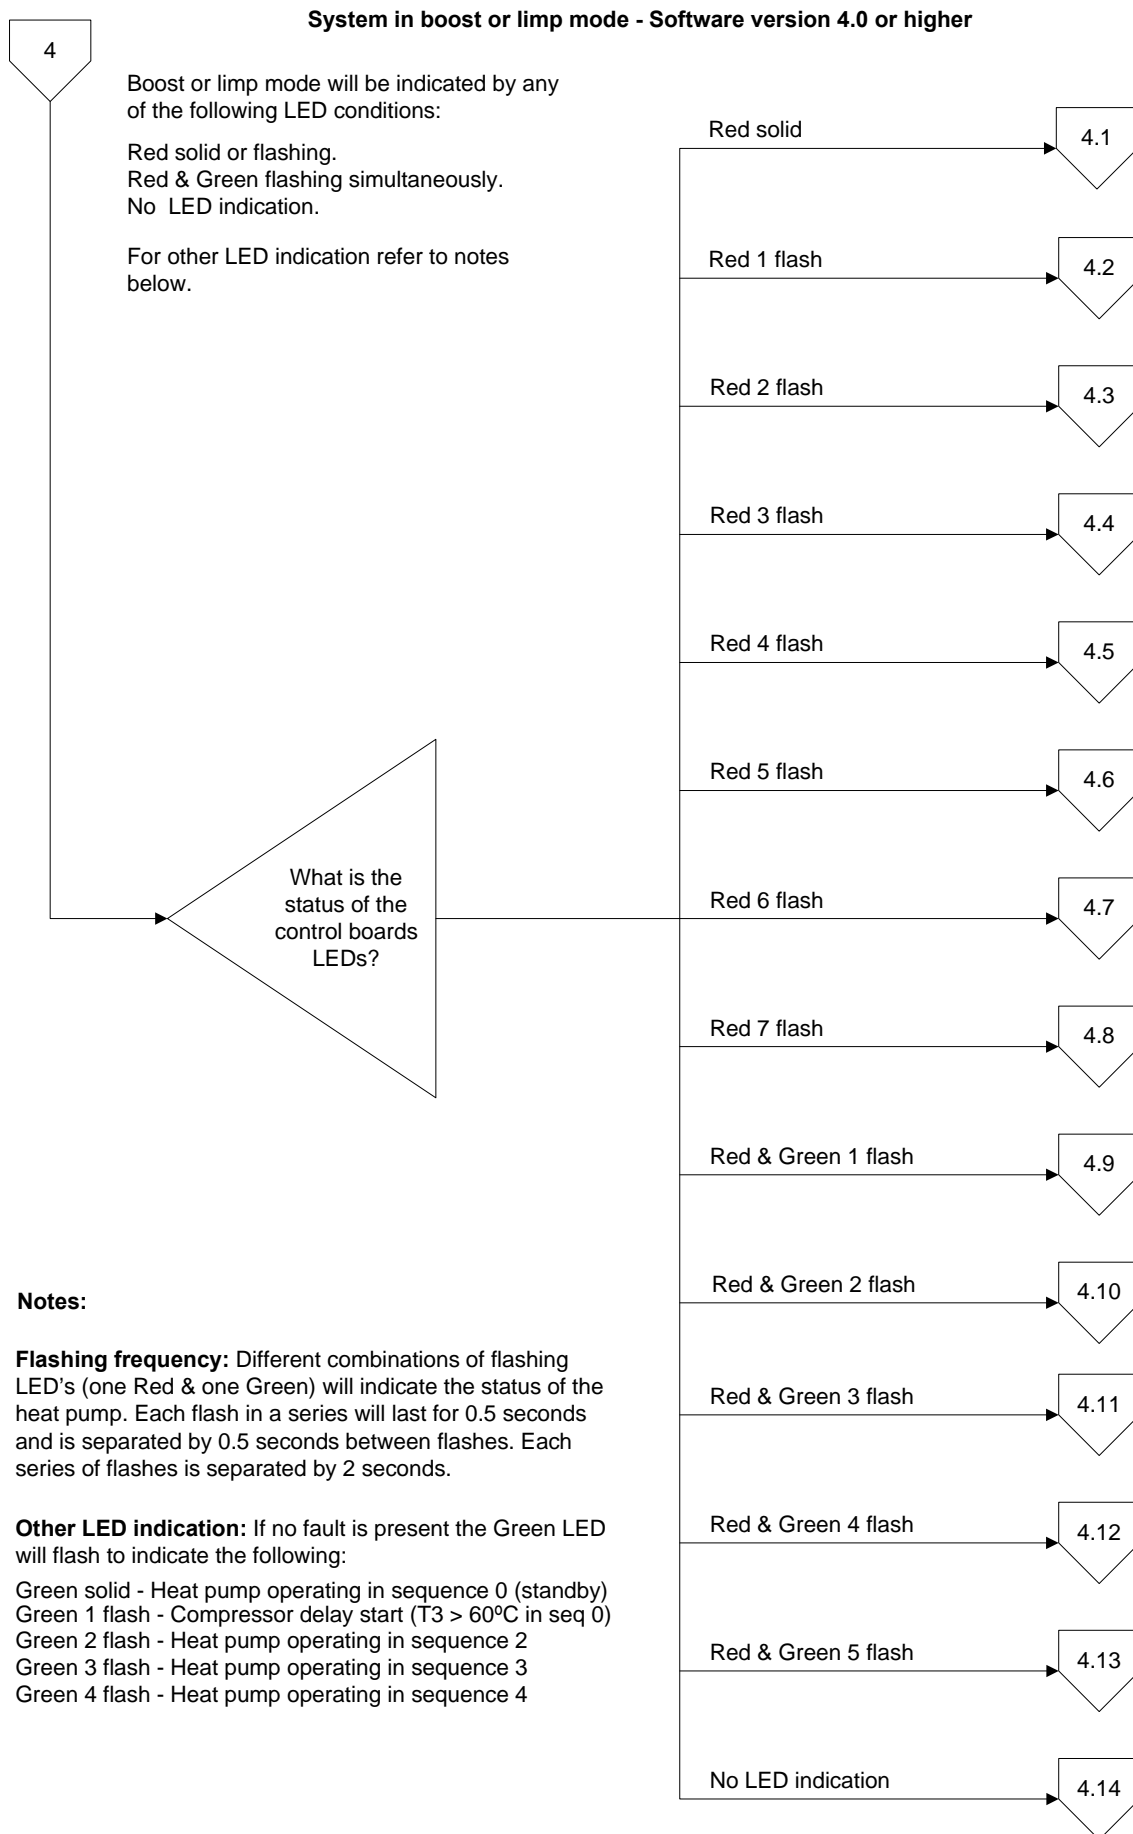 System in boost or limp mode - Software version 4.0 or higher
4
Boost or limp mode will be indicated by any
of the following LED conditions:
Red solid or flashing.
Red & Green flashing simultaneously.
No  LED indication.
For other LED indication refer to notes
below.
What is the
status of the
control boards
LEDs?
Red solid
4.1
Red 1 flash
4.2
Red 2 flash
4.3
Red 3 flash
4.4
Red 4 flash
4.5
Red 5 flash
4.6
Red 6 flash
4.7
Red 7 flash
4.8
Red & Green 1 flash
4.9
Red & Green 2 flash
4.10
Red & Green 3 flash
4.11
Red & Green 4 flash
4.12
Red & Green 5 flash
4.13
No LED indication
4.14
Notes:
Flashing frequency: Different combinations of flashing
LED's (one Red & one Green) will indicate the status of the
heat pump. Each flash in a series will last for 0.5 seconds
and is separated by 0.5 seconds between flashes. Each
series of flashes is separated by 2 seconds.
Other LED indication: If no fault is present the Green LED
will flash to indicate the following:
Green solid - Heat pump operating in sequence 0 (standby)
Green 1 flash - Compressor delay start (T3 > 60ºC in seq 0)
Green 2 flash - Heat pump operating in sequence 2
Green 3 flash - Heat pump operating in sequence 3
Green 4 flash - Heat pump operating in sequence 4